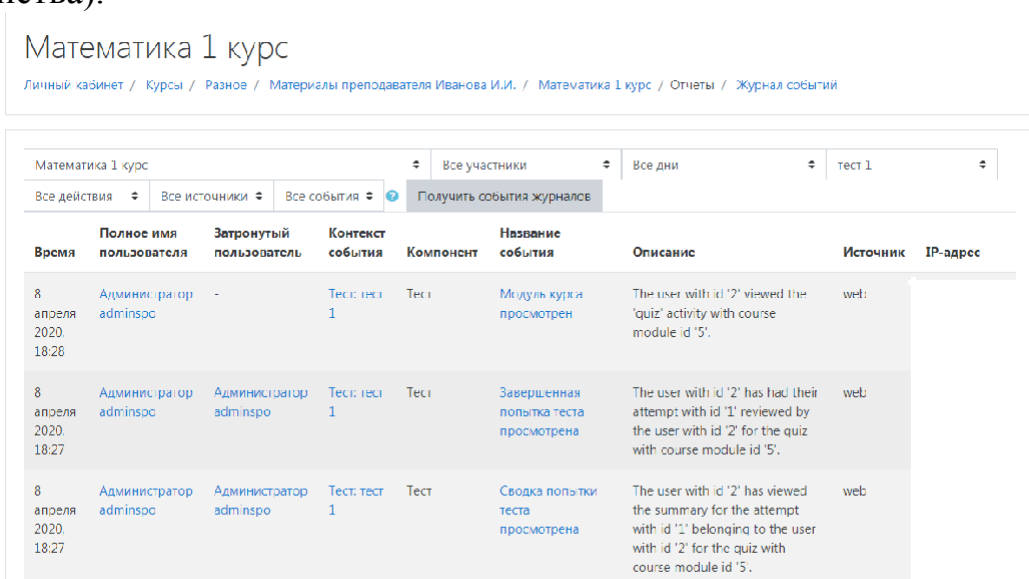 нства).
Математика 1 курс
Личный кабинет / Курсы / Разное / Материалы преподавателя Иванова И.И. / Математика 1 курс / Отчеты / Журнал событий
Математика 1 курс Все участники Все дни тест 1
Все действия Все источники Все события Получить события журналов
Время Полное имя пользователя Затронутый пользователь Контекст события Компонент Название события Описание Источник IP-адрес
8 апреля 2020, 18:28 Администратор adminspo - Тест: тест 1 Тест Модуль курса просмотрен The user with id '2' viewed the 'quiz' activity with course module id '5'. web
8 апреля 2020, 18:27 Администратор adminspo Администратор adminspo Тест: тест 1 Тест Завершенная попытка теста просмотрена The user with id '2' has had their attempt with id '1' reviewed by the user with id '2' for the quiz with course module id '5'. web
8 апреля 2020, 18:27 Администратор adminspo Администратор adminspo Тест: тест 1 Тест Сводка попытки теста просмотрена The user with id '2' has viewed the summary for the attempt with id '1' belonging to the user with id '2' for the quiz with course module id '5'. web